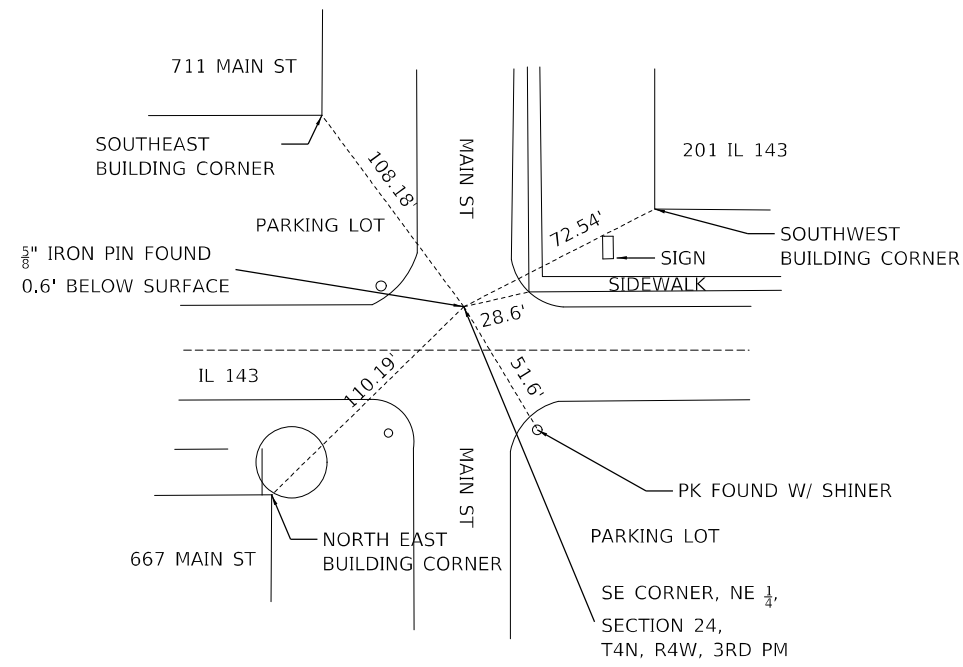 711 MAIN ST
SOUTHEAST
BUILDING CORNER
108.18'
MAIN ST
201 IL 143
PARKING LOT
72.54'
5/8" IRON PIN FOUND
0.6' BELOW SURFACE
SIGN
SOUTHWEST
BUILDING CORNER
SIDEWALK
28.6'
IL 143
110.19'
51.6'
MAIN ST
PK FOUND W/ SHINER
667 MAIN ST
NORTH EAST
BUILDING CORNER
PARKING LOT
SE CORNER, NE 1/4,
SECTION 24,
T4N, R4W, 3RD PM